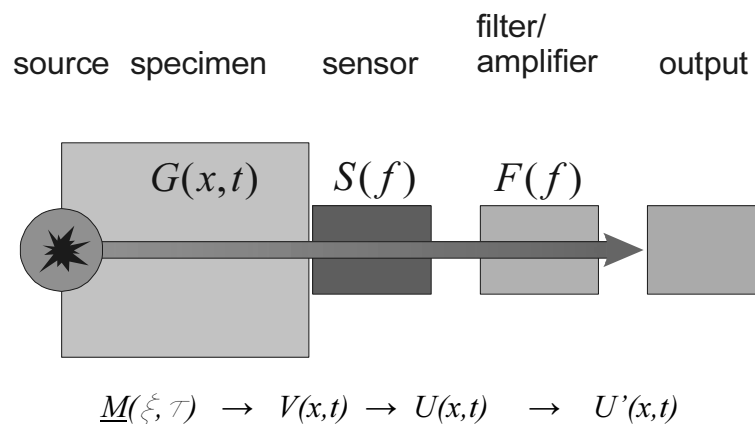 source specimen sensor filter/
amplifier output
G(x,t) S(f) F(f)
M(ξ,τ) → V(x,t) → U(x,t) → U’(x,t)